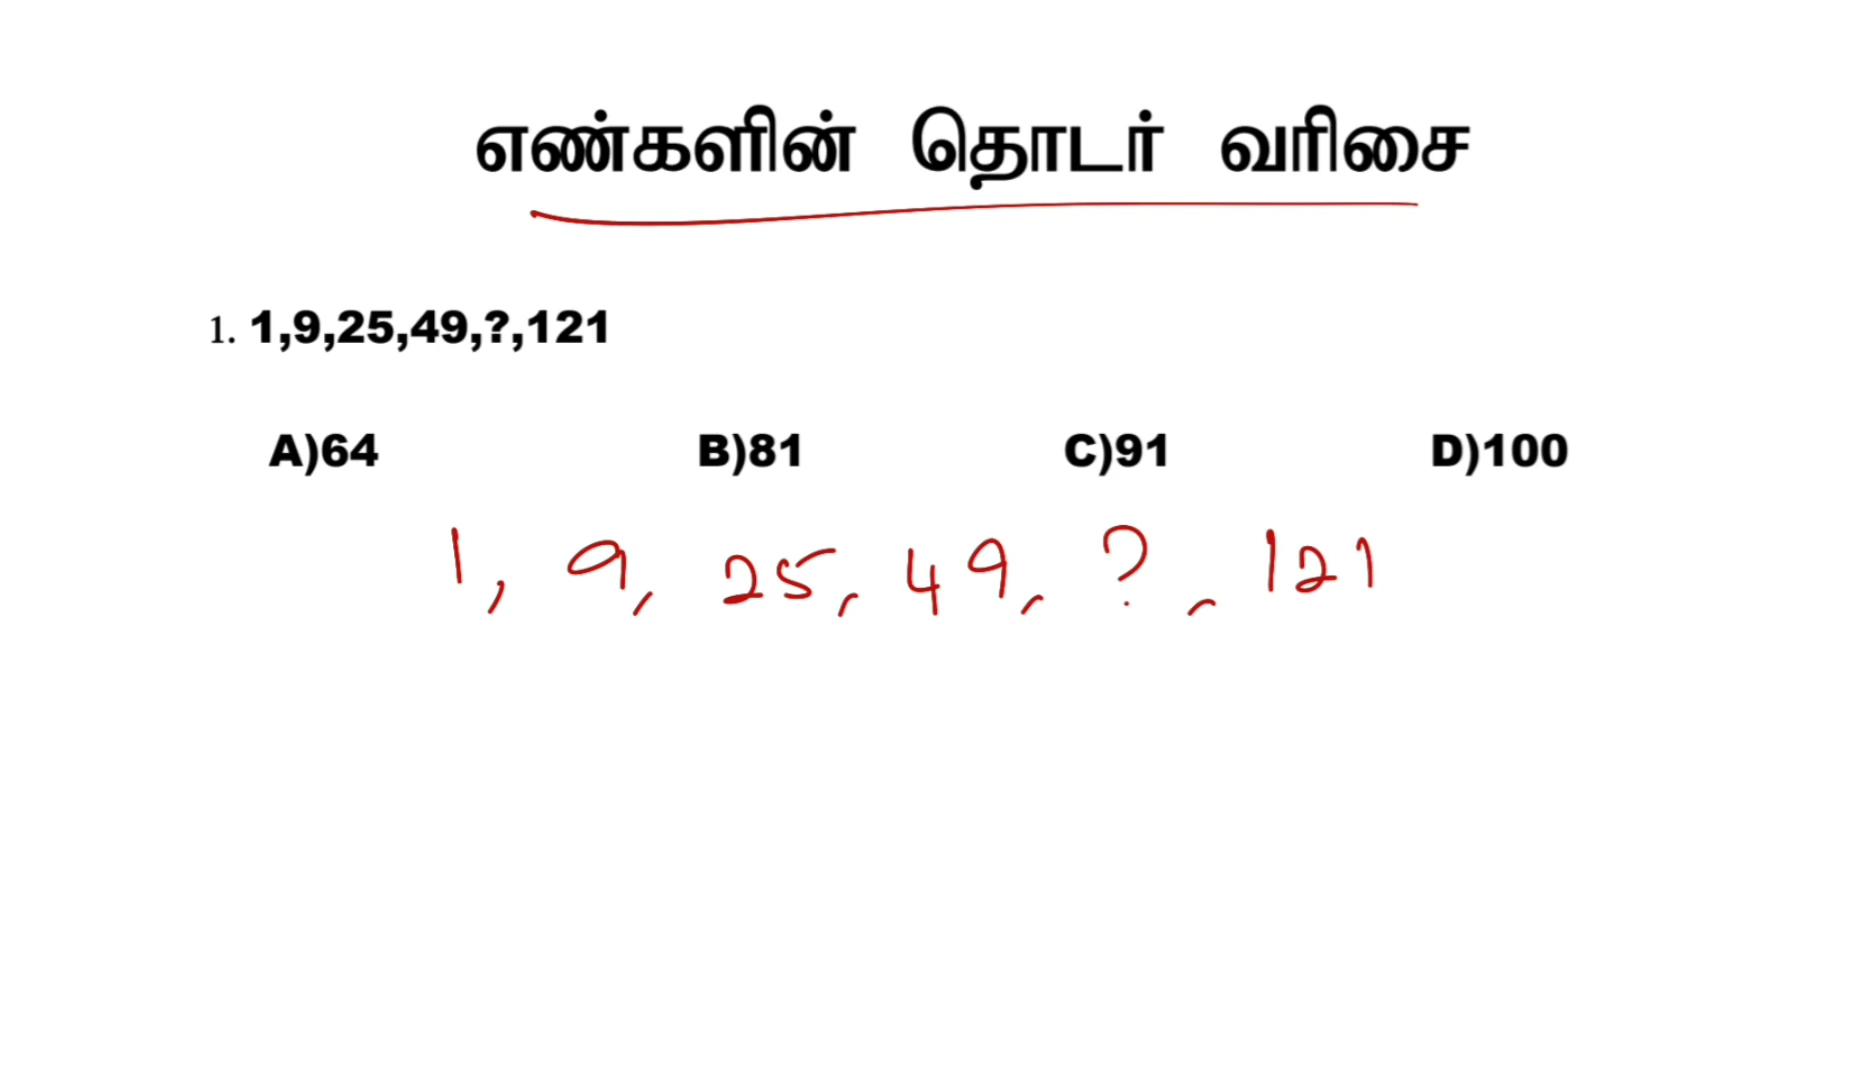 எண்களின் தொடர் வரிசை
1. 1,9,25,49,?,121
A)64 B)81 C)91 D)100
1, 9, 25, 49, ?, 121